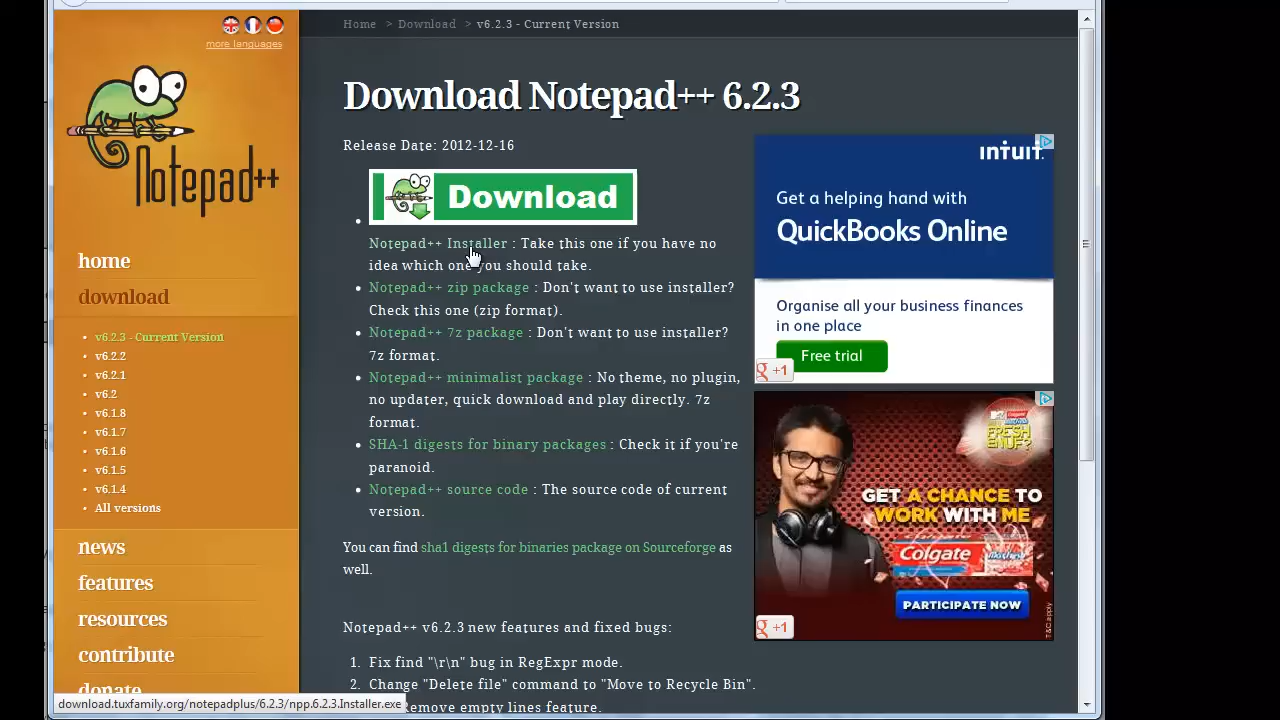 Home > Download > v6.2.3 - Current Version
more languages
Notepad++
home
download
v6.2.3 - Current Version
v6.2.2
v6.2.1
v6.2
v6.1.8
v6.1.7
v6.1.6
v6.1.5
v6.1.4
All versions
news
features
resources
contribute
donate
Download Notepad++ 6.2.3
Release Date: 2012-12-16
Download
Notepad++ Installer : Take this one if you have no
idea which one you should take.
Notepad++ zip package : Don't want to use installer?
Check this one (zip format).
Notepad++ 7z package : Don't want to use installer?
7z format.
Notepad++ minimalist package : No theme, no plugin,
no updater, quick download and play directly. 7z
format.
SHA-1 digests for binary packages : Check it if you're
paranoid.
Notepad++ source code : The source code of current
version.
You can find sha1 digests for binaries package on Sourceforge as
well.
Notepad++ v6.2.3 new features and fixed bugs:
1. Fix find "\r\n" bug in RegExpr mode.
2. Change "Delete file" command to "Move to Recycle Bin".
Remove empty lines feature.
intuit.
Get a helping hand with
QuickBooks Online
Organise all your business finances
in one place
Free trial
g +1
MTV Colgate
FRESH
ENUF?
GET A CHANCE TO
WORK WITH ME
Colgate
PARTICIPATE NOW
T&C apply
g +1
download.tuxfamily.org/notepadplus/6.2.3/npp.6.2.3.Installer.exe